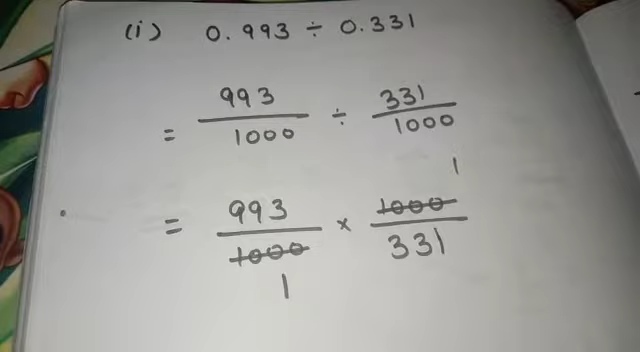 (i) 0.993 ÷ 0.331
= 993/1000 ÷ 331/1000
1
= 993/1000 × 1000/331
1